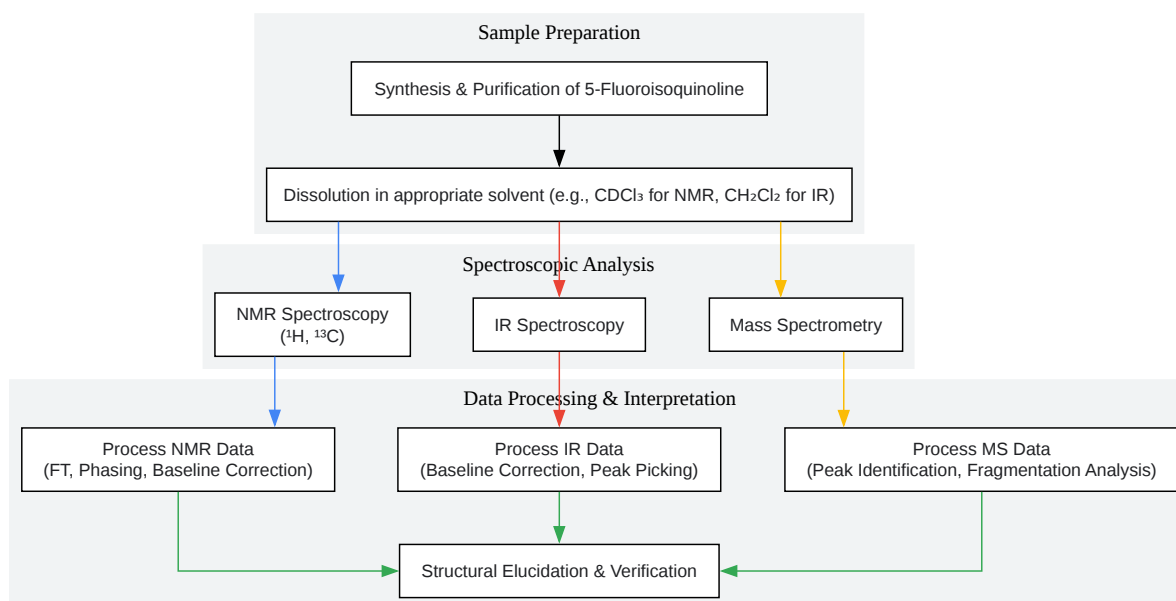 Sample Preparation
Synthesis & Purification of 5-Fluoroisoquinoline
Dissolution in appropriate solvent (e.g., CDCl₃ for NMR, CH₂Cl₂ for IR)
Spectroscopic Analysis
NMR Spectroscopy
(¹H, ¹³C)
IR Spectroscopy
Mass Spectrometry
Data Processing & Interpretation
Process NMR Data
(FT, Phasing, Baseline Correction)
Process IR Data
(Baseline Correction, Peak Picking)
Process MS Data
(Peak Identification, Fragmentation Analysis)
Structural Elucidation & Verification